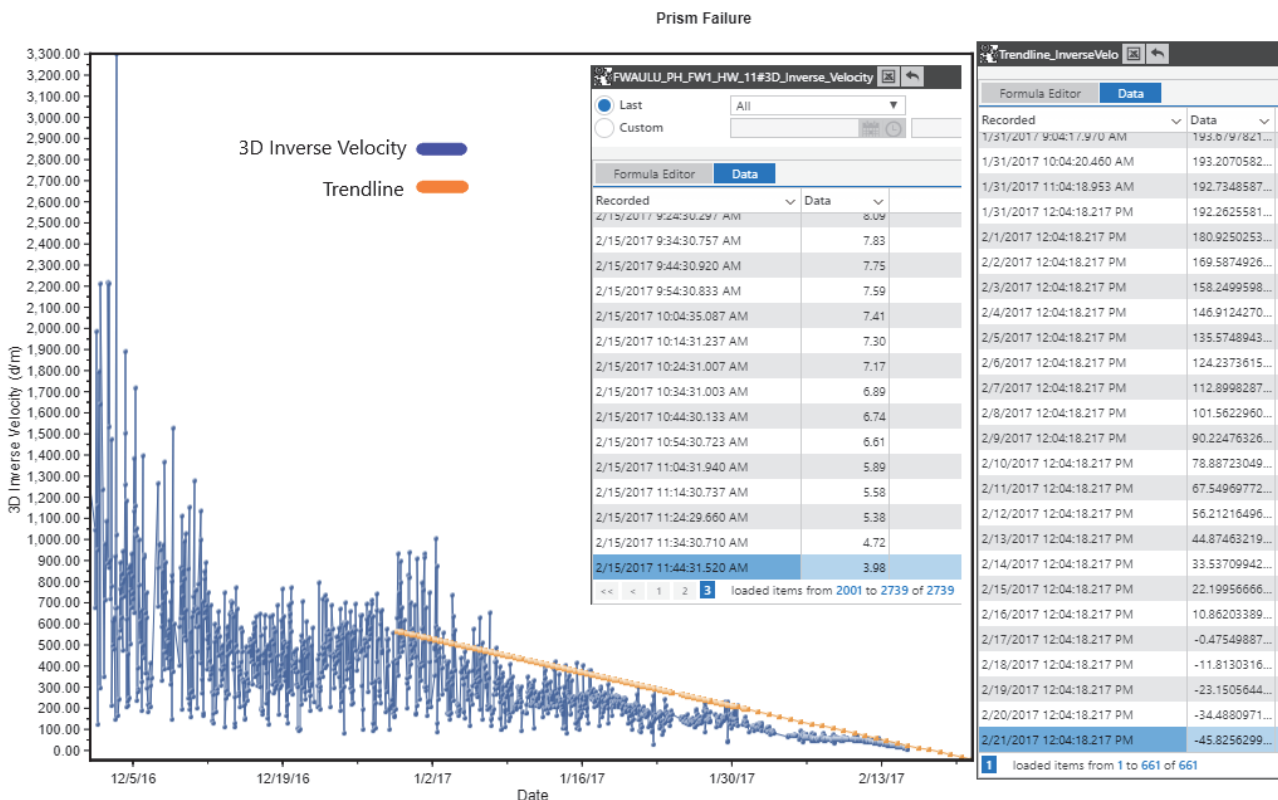 Prism Failure
3D Inverse Velocity (d/m)
3,300.00
3,200.00
3,100.00
3,000.00
2,900.00
2,800.00
2,700.00
2,600.00
2,500.00
2,400.00
2,300.00
2,200.00
2,100.00
2,000.00
1,900.00
1,800.00
1,700.00
1,600.00
1,500.00
1,400.00
1,300.00
1,200.00
1,100.00
1,000.00
900.00
800.00
700.00
600.00
500.00
400.00
300.00
200.00
100.00
0.00
3D Inverse Velocity
Trendline
12/5/16 12/19/16 1/2/17 1/16/17 1/30/17 2/13/17
Date
FWAULU_PH_FW1_HW_11#3D_Inverse_Velocity
Last All
Custom
Formula Editor Data
Recorded Data
2/15/2017 9:24:30.297 AM 8.09
2/15/2017 9:34:30.757 AM 7.83
2/15/2017 9:44:30.920 AM 7.75
2/15/2017 9:54:30.833 AM 7.59
2/15/2017 10:04:35.087 AM 7.41
2/15/2017 10:14:31.237 AM 7.30
2/15/2017 10:24:31.007 AM 7.17
2/15/2017 10:34:31.003 AM 6.89
2/15/2017 10:44:30.133 AM 6.74
2/15/2017 10:54:30.723 AM 6.61
2/15/2017 11:04:31.940 AM 5.89
2/15/2017 11:14:30.737 AM 5.58
2/15/2017 11:24:29.660 AM 5.38
2/15/2017 11:34:30.710 AM 4.72
2/15/2017 11:44:31.520 AM 3.98
<< < 1 2 3 loaded items from 2001 to 2739 of 2739
Trendline_InverseVelo
Formula Editor Data
Recorded Data
1/31/2017 9:04:17.970 AM 193.6797821...
1/31/2017 10:04:20.460 AM 193.2070582...
1/31/2017 11:04:18.953 AM 192.7348587...
1/31/2017 12:04:18.217 PM 192.2625581...
2/1/2017 12:04:18.217 PM 180.9250253...
2/2/2017 12:04:18.217 PM 169.5874926...
2/3/2017 12:04:18.217 PM 158.2499598...
2/4/2017 12:04:18.217 PM 146.9124270...
2/5/2017 12:04:18.217 PM 135.5748943...
2/6/2017 12:04:18.217 PM 124.2373615...
2/7/2017 12:04:18.217 PM 112.8998287...
2/8/2017 12:04:18.217 PM 101.5622960...
2/9/2017 12:04:18.217 PM 90.22476326...
2/10/2017 12:04:18.217 PM 78.88723049...
2/11/2017 12:04:18.217 PM 67.54969772...
2/12/2017 12:04:18.217 PM 56.21216496...
2/13/2017 12:04:18.217 PM 44.87463219...
2/14/2017 12:04:18.217 PM 33.53709942...
2/15/2017 12:04:18.217 PM 22.19956666...
2/16/2017 12:04:18.217 PM 10.86203389...
2/17/2017 12:04:18.217 PM -0.47549887...
2/18/2017 12:04:18.217 PM -11.8130316...
2/19/2017 12:04:18.217 PM -23.1505644...
2/20/2017 12:04:18.217 PM -34.4880971...
2/21/2017 12:04:18.217 PM -45.8256299...
1 loaded items from 1 to 661 of 661